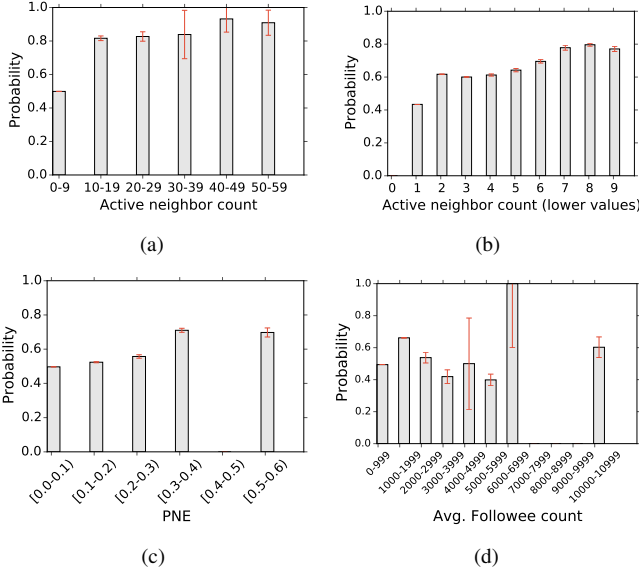 1.0
0.8
0.6
0.4
0.2
0.0
Probability
0-9 10-19 20-29 30-39 40-49 50-59
Active neighbor count
(a)
1.0
0.8
0.6
0.4
0.2
0.0
Probability
0 1 2 3 4 5 6 7 8 9
Active neighbor count (lower values)
(b)
1.0
0.8
0.6
0.4
0.2
0.0
Probability
[0.0-0.1) [0.1-0.2) [0.2-0.3) [0.3-0.4) [0.4-0.5) [0.5-0.6)
PNE
(c)
1.0
0.8
0.6
0.4
0.2
0.0
Probability
0-999 1000-1999 2000-2999 3000-3999 4000-4999 5000-5999 6000-6999 7000-7999 8000-8999 9000-9999 10000-10999
Avg. Followee count
(d)